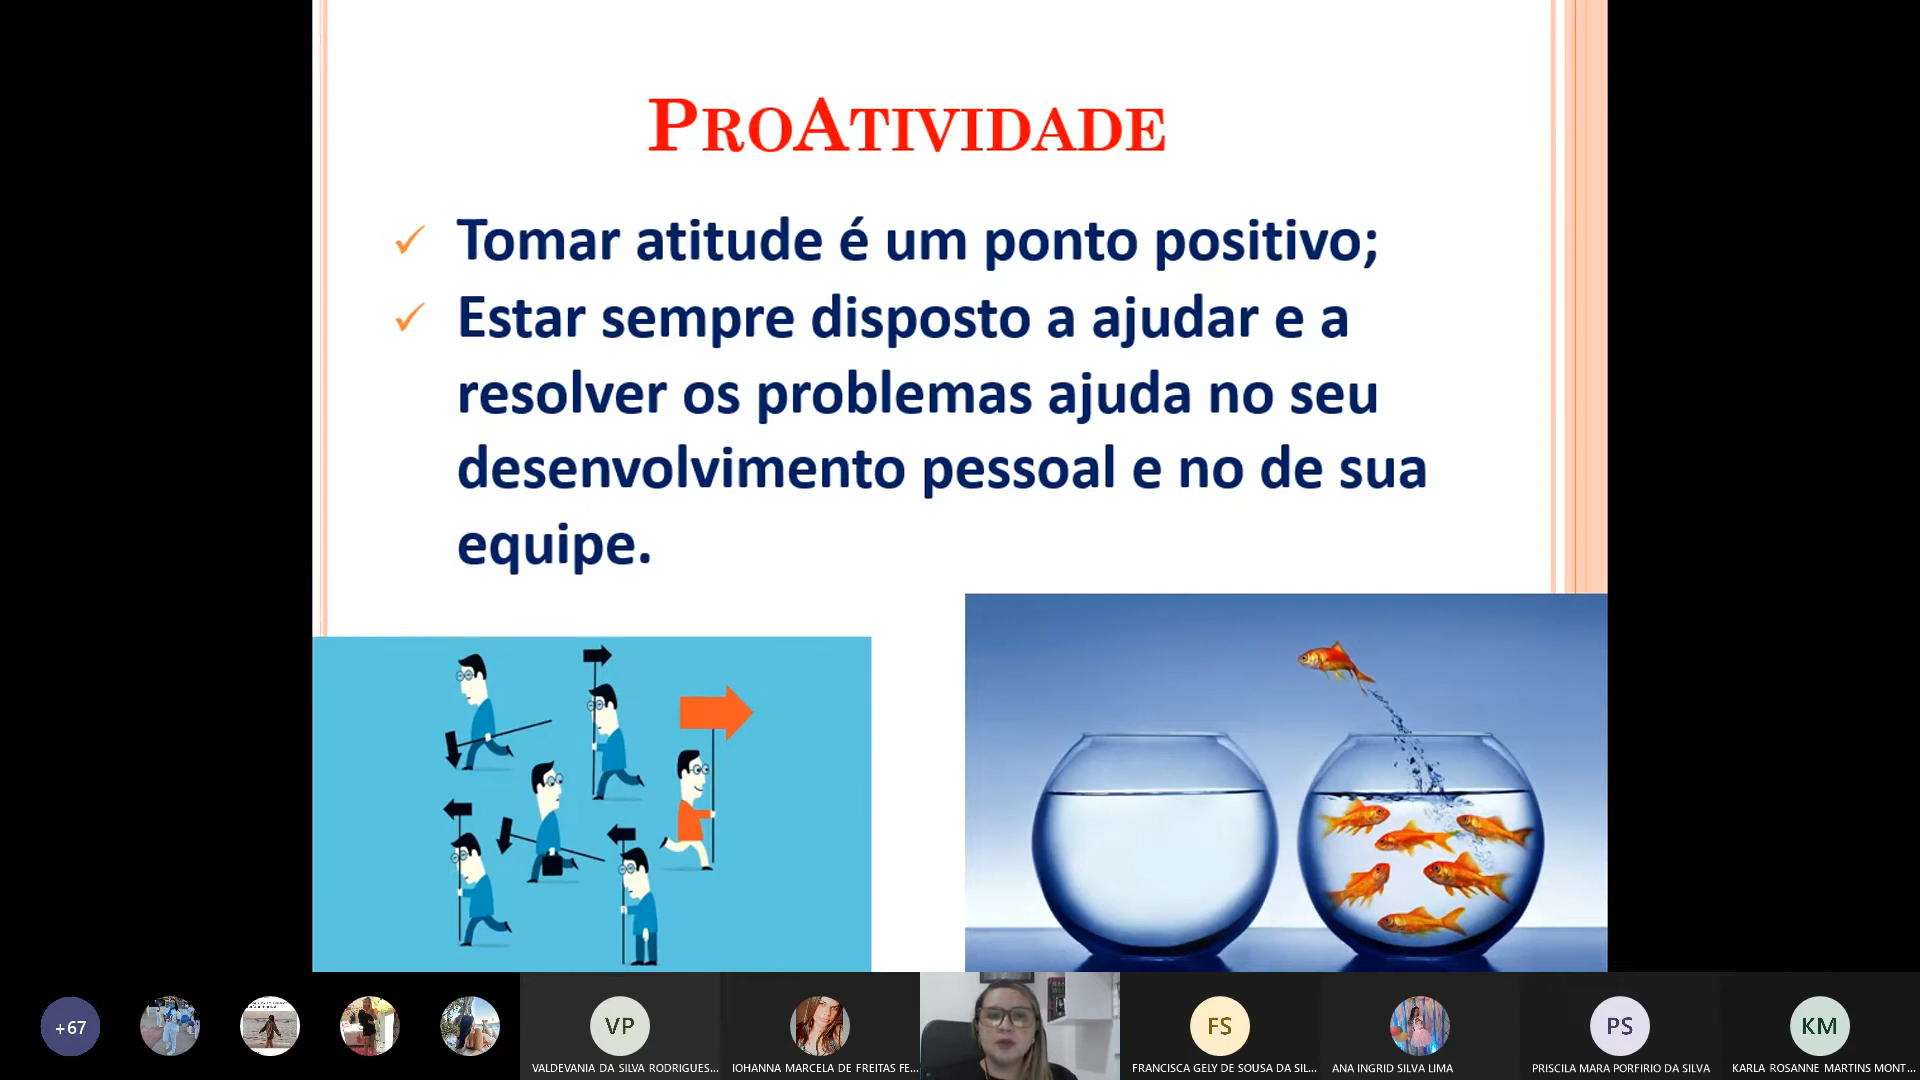 ProAtividade
✓ Tomar atitude é um ponto positivo;
✓ Estar sempre disposto a ajudar e a
resolver os problemas ajuda no seu
desenvolvimento pessoal e no de sua
equipe.
+67
VP
FS
PS
KM
VALDEVANIA DA SILVA RODRIGUES...
IOHANNA MARCELA DE FREITAS FE...
FRANCISCA GELY DE SOUSA DA SIL...
ANA INGRID SILVA LIMA
PRISCILA MARA PORFIRIO DA SILVA
KARLA ROSANNE MARTINS MONT...